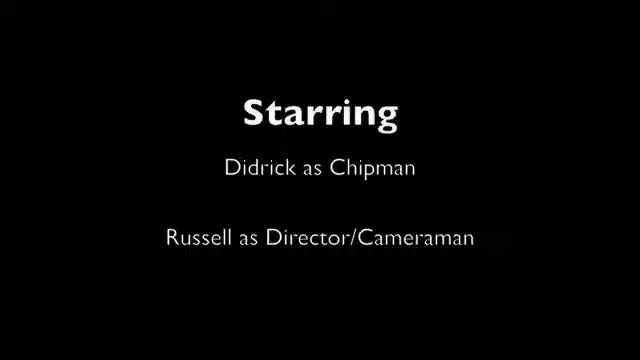 Starring
Didrick as Chipman
Russell as Director/Cameraman